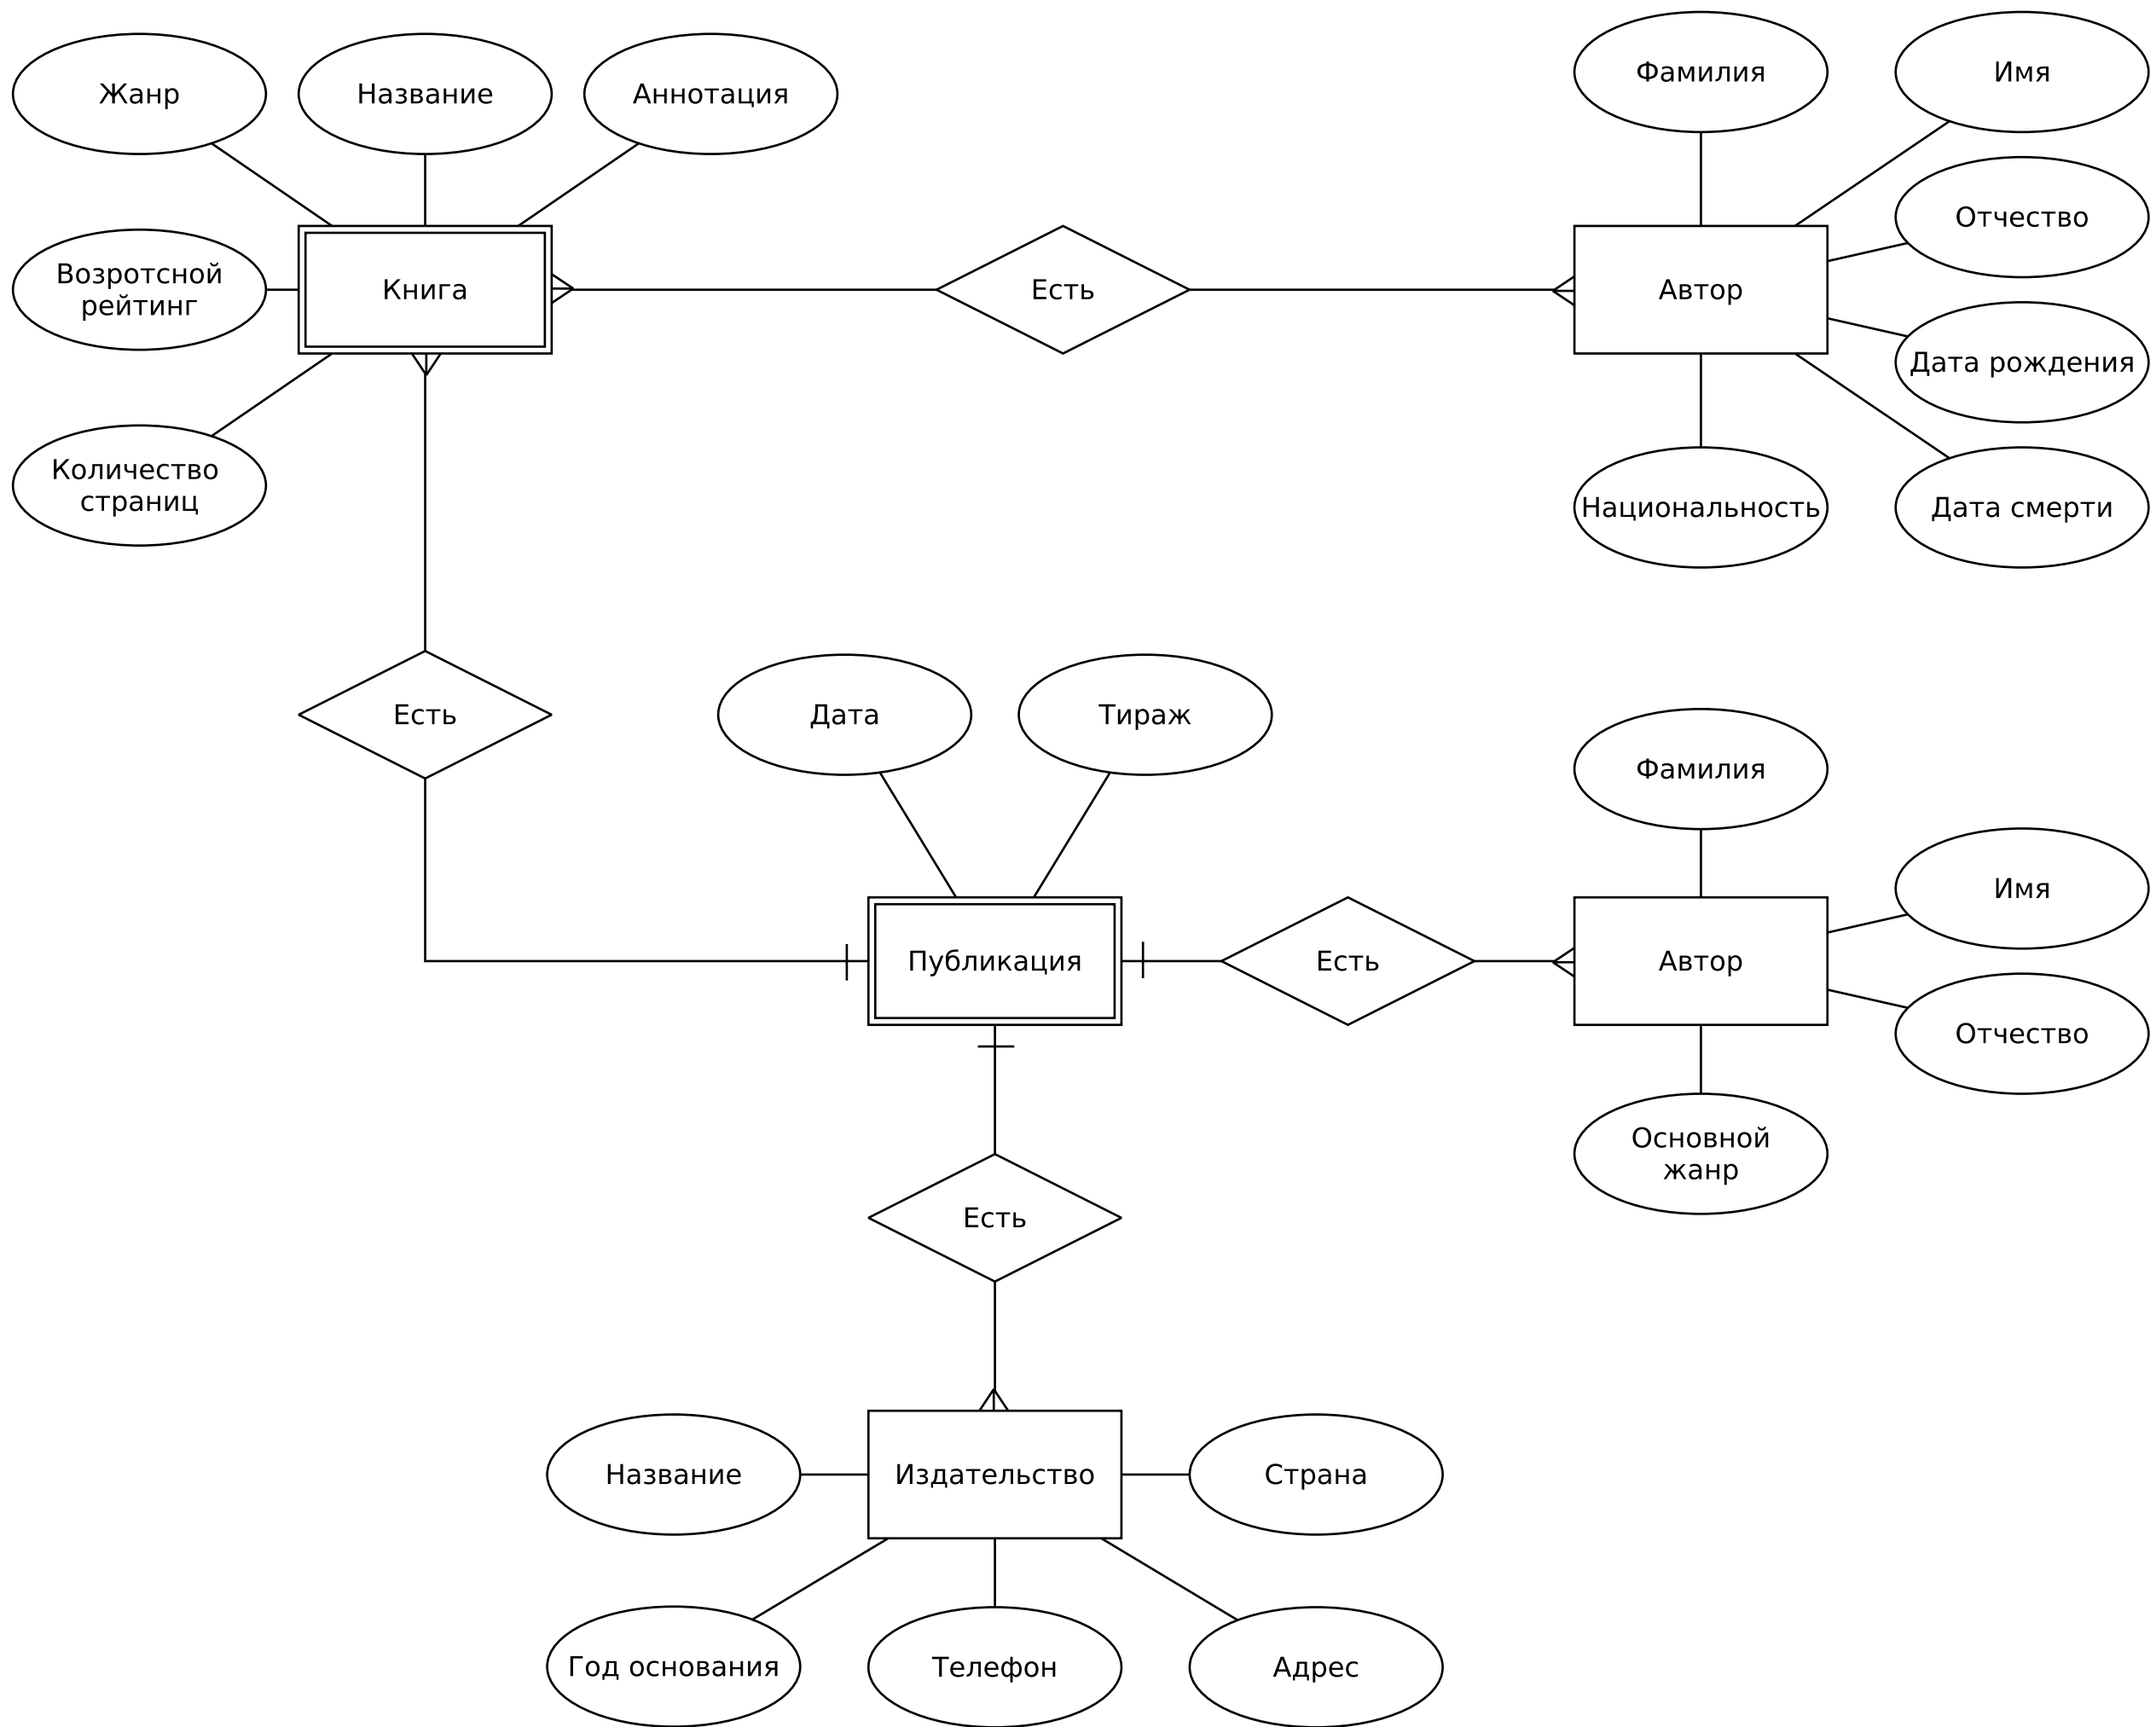 Фамилия
Имя
Жанр
Название
Аннотация
Отчество
Возротсной
рейтинг
Книга
Есть
Автор
Дата рождения
Количество
страниц
Национальность
Дата смерти
Есть
Дата
Тираж
Фамилия
Имя
Публикация
Есть
Автор
Отчество
Основной
жанр
Есть
Название
Издательство
Страна
Год основания
Телефон
Адрес